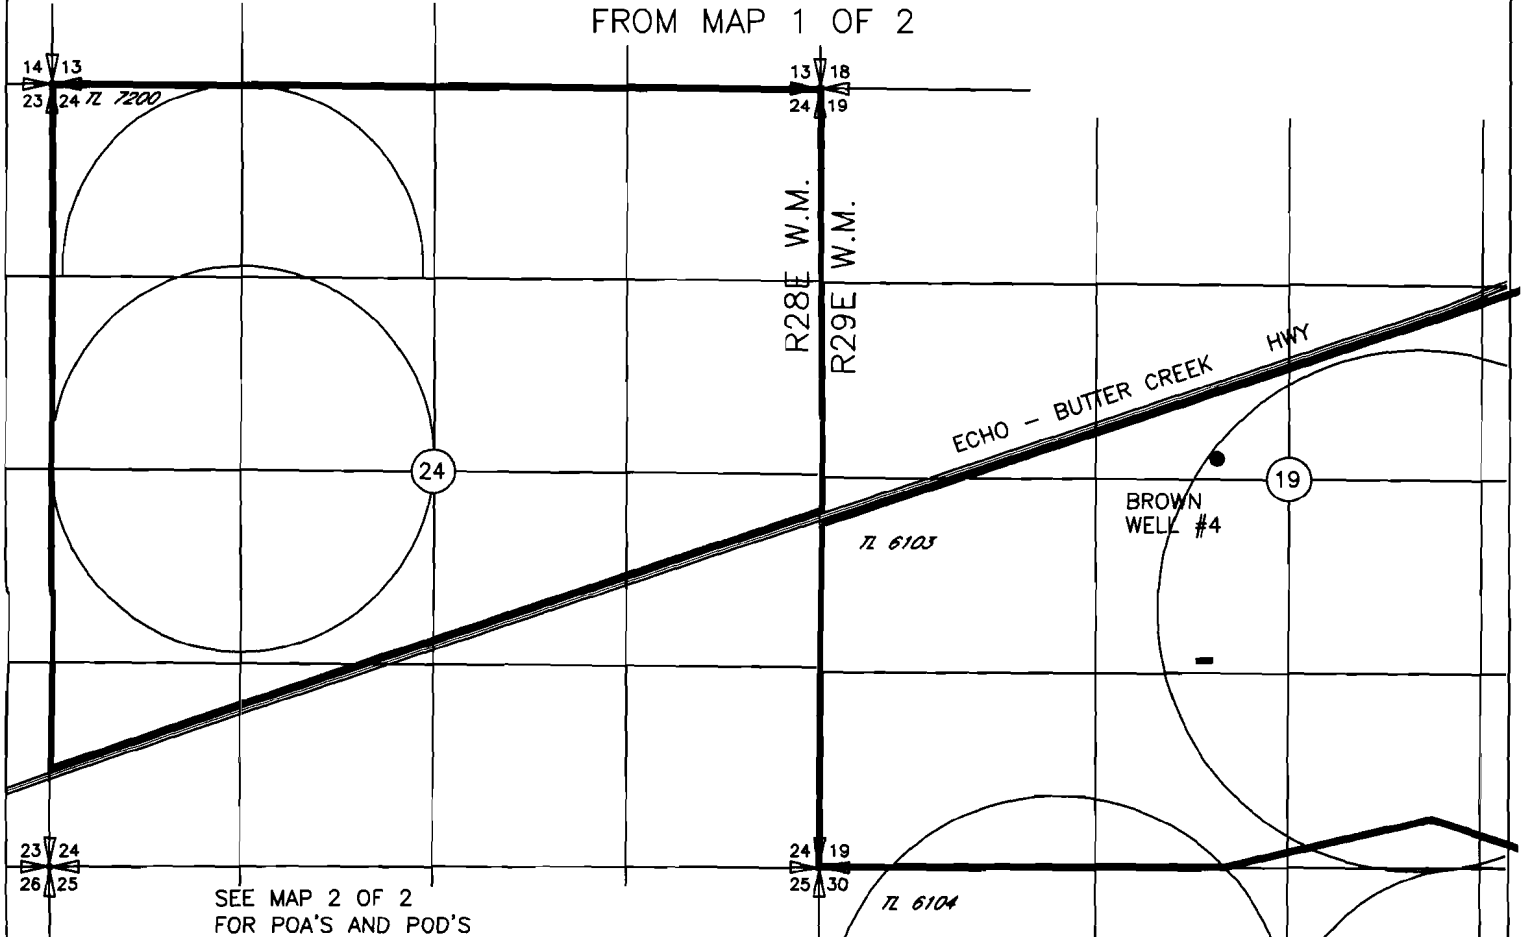 FROM MAP 1 OF 2
14 13
23 24
TL 7200
13 18
24 19
R28E W.M.
R29E W.M.
ECHO - BUTTER CREEK HWY
24
19
BROWN
WELL #4
TL 6103
23 24
26 25
24 19
25 30
SEE MAP 2 OF 2
FOR POA'S AND POD'S
TL 6104